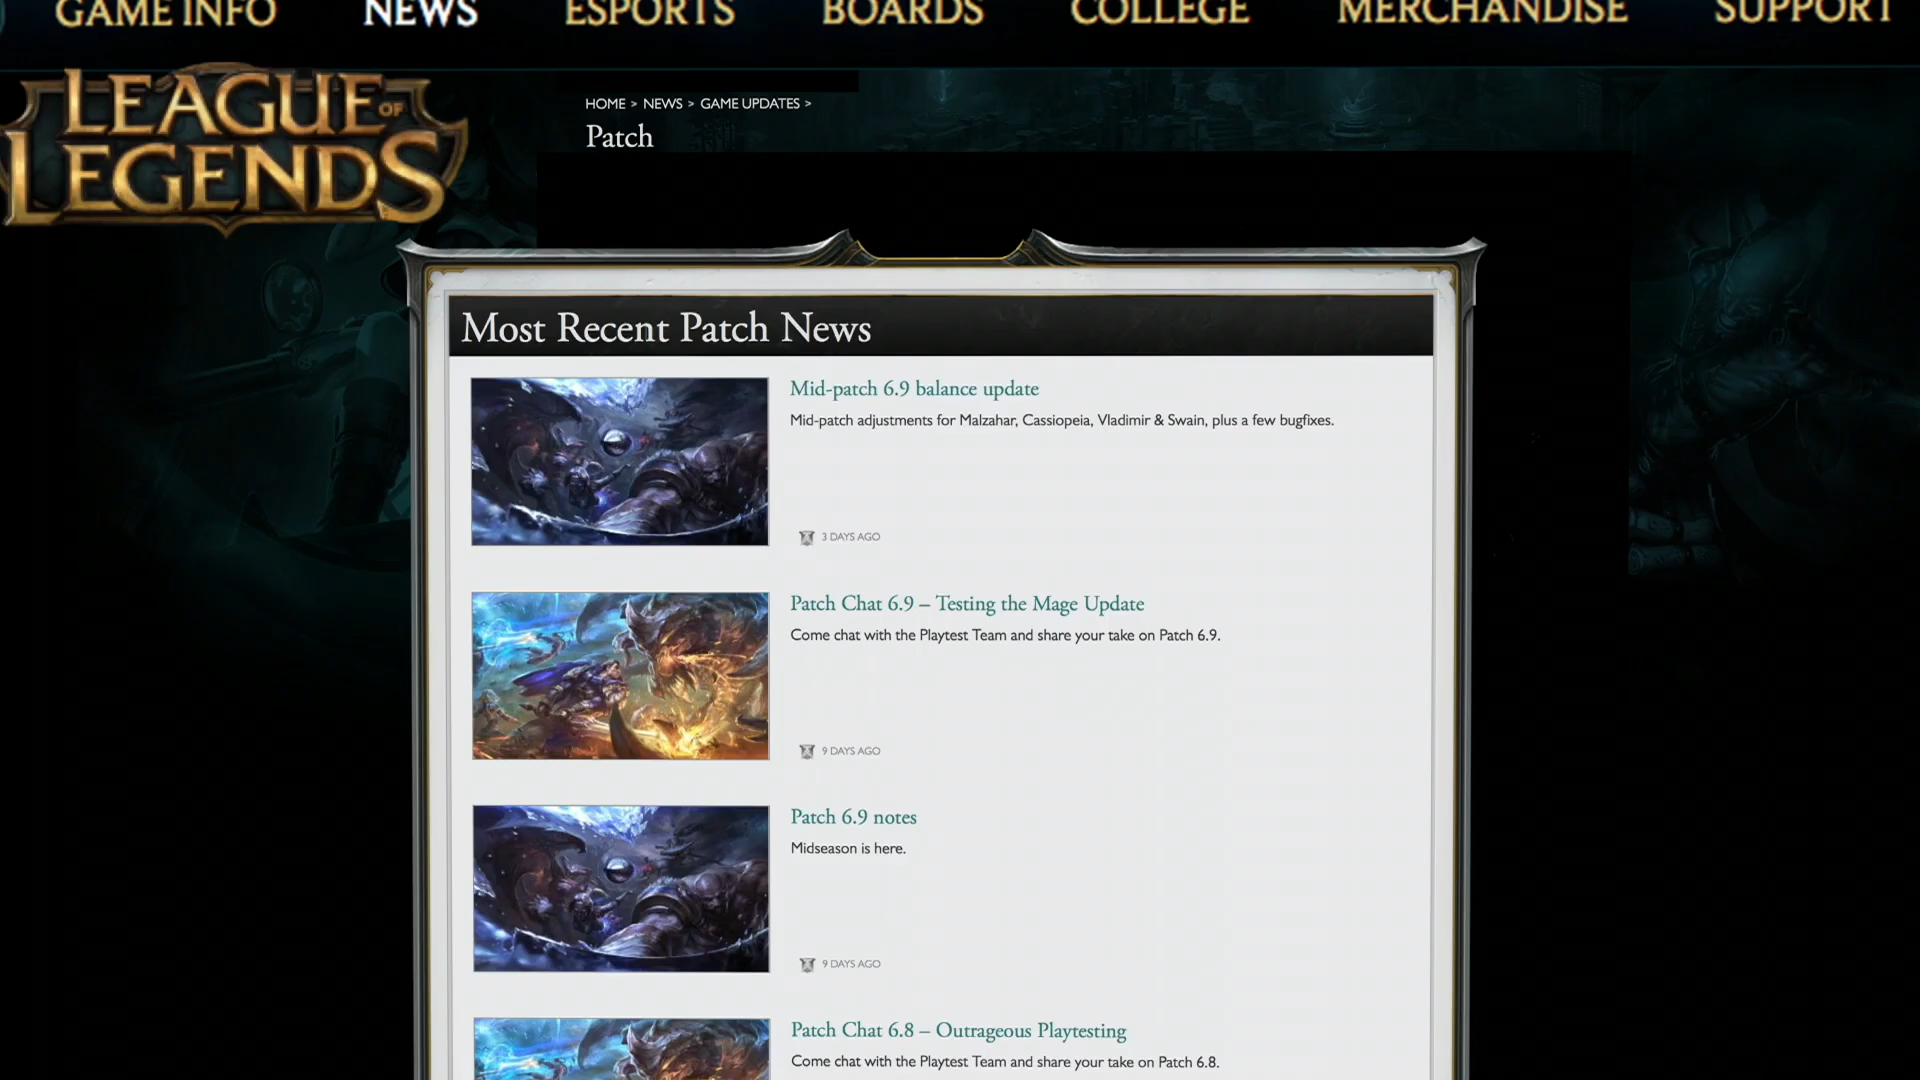 GAME INFO NEWS ESPORTS BOARDS COLLEGE MERCHANDISE SUPPORT
LEAGUE OF
LEGENDS
HOME > NEWS > GAME UPDATES >
Patch
Most Recent Patch News
Mid-patch 6.9 balance update
Mid-patch adjustments for Malzahar, Cassiopeia, Vladimir & Swain, plus a few bugfixes.
3 DAYS AGO
Patch Chat 6.9 – Testing the Mage Update
Come chat with the Playtest Team and share your take on Patch 6.9.
9 DAYS AGO
Patch 6.9 notes
Midseason is here.
9 DAYS AGO
Patch Chat 6.8 – Outrageous Playtesting
Come chat with the Playtest Team and share your take on Patch 6.8.